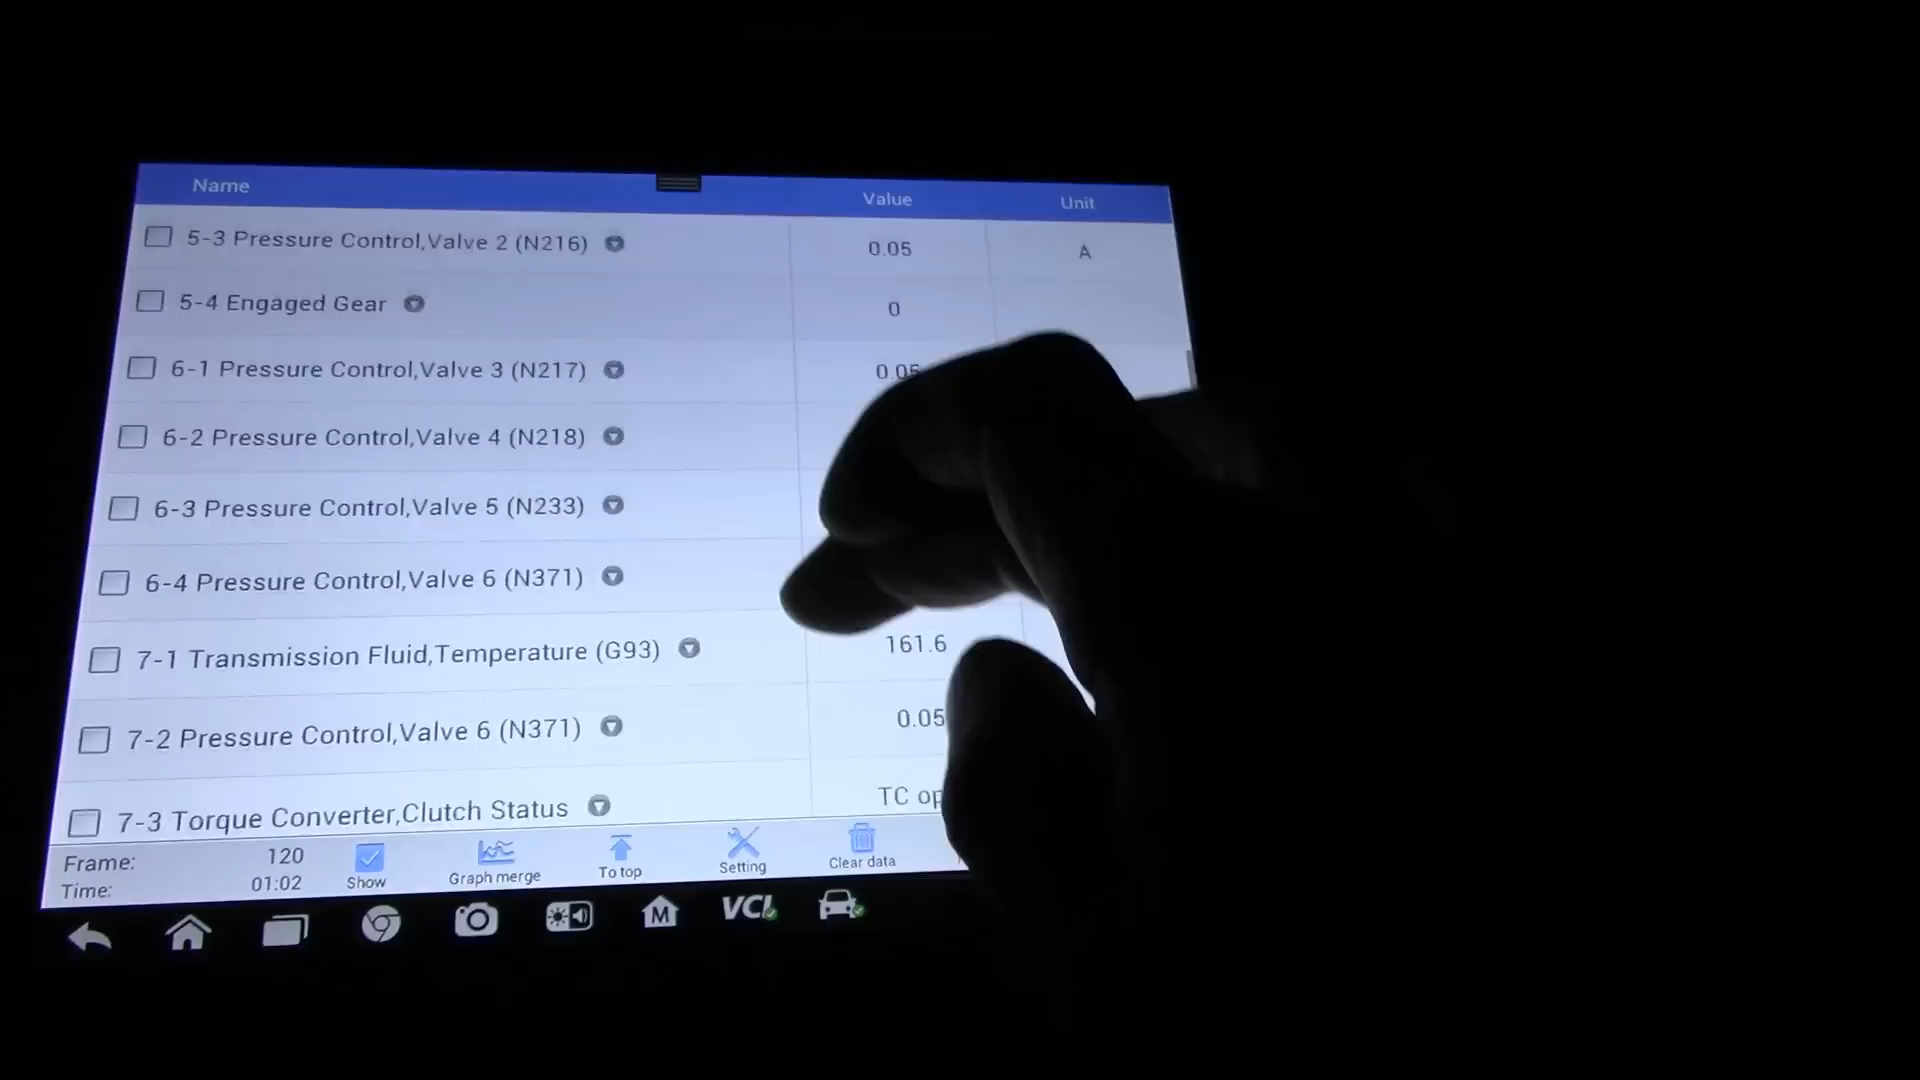 Name Value Unit
5-3 Pressure Control,Valve 2 (N216) 0.05 A
5-4 Engaged Gear 0
6-1 Pressure Control,Valve 3 (N217) 0.05
6-2 Pressure Control,Valve 4 (N218)
6-3 Pressure Control,Valve 5 (N233)
6-4 Pressure Control,Valve 6 (N371)
7-1 Transmission Fluid,Temperature (G93) 161.6
7-2 Pressure Control,Valve 6 (N371) 0.05
7-3 Torque Converter,Clutch Status TC op
Frame: 120
Time: 01:02
Show Graph merge To top Setting Clear data
M VCI